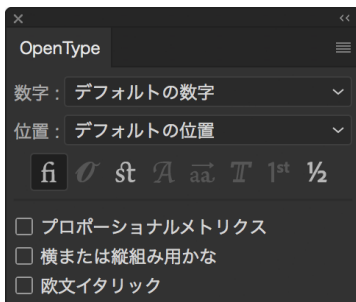 OpenType
数字 : デフォルトの数字
位置 : デフォルトの位置
fi O st A aa T 1st ½
プロポーショナルメトリクス
横または縦組み用かな
欧文イタリック